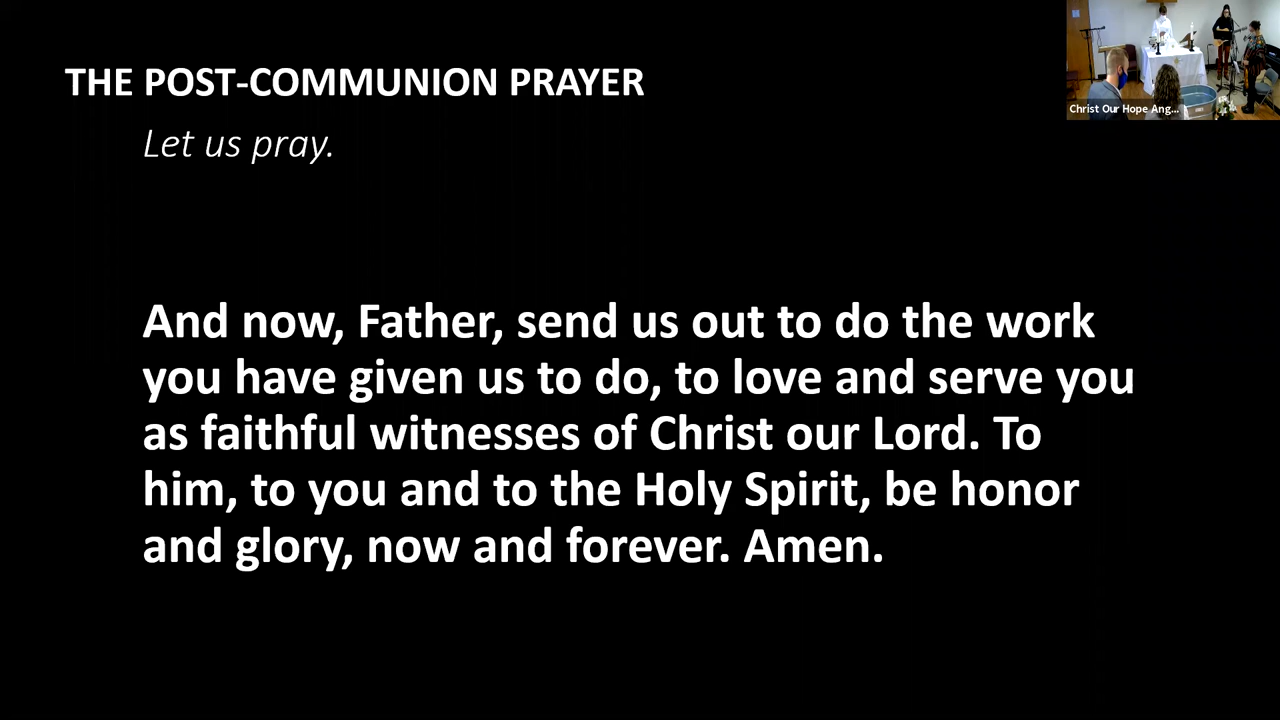 THE POST-COMMUNION PRAYER
Christ Our Hope Ang...
Let us pray.
And now, Father, send us out to do the work
you have given us to do, to love and serve you
as faithful witnesses of Christ our Lord. To
him, to you and to the Holy Spirit, be honor
and glory, now and forever. Amen.